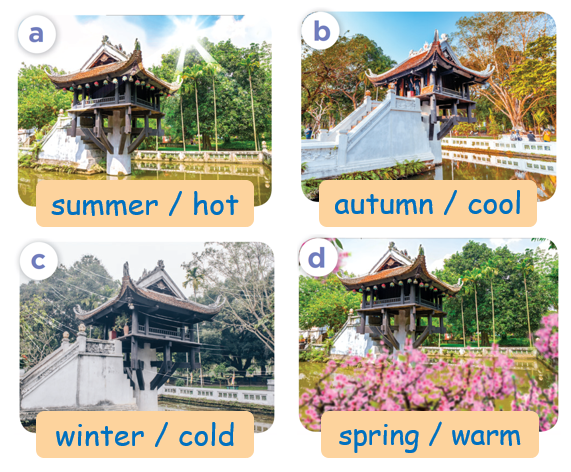 a
summer / hot
b
autumn / cool
c
winter / cold
d
spring / warm